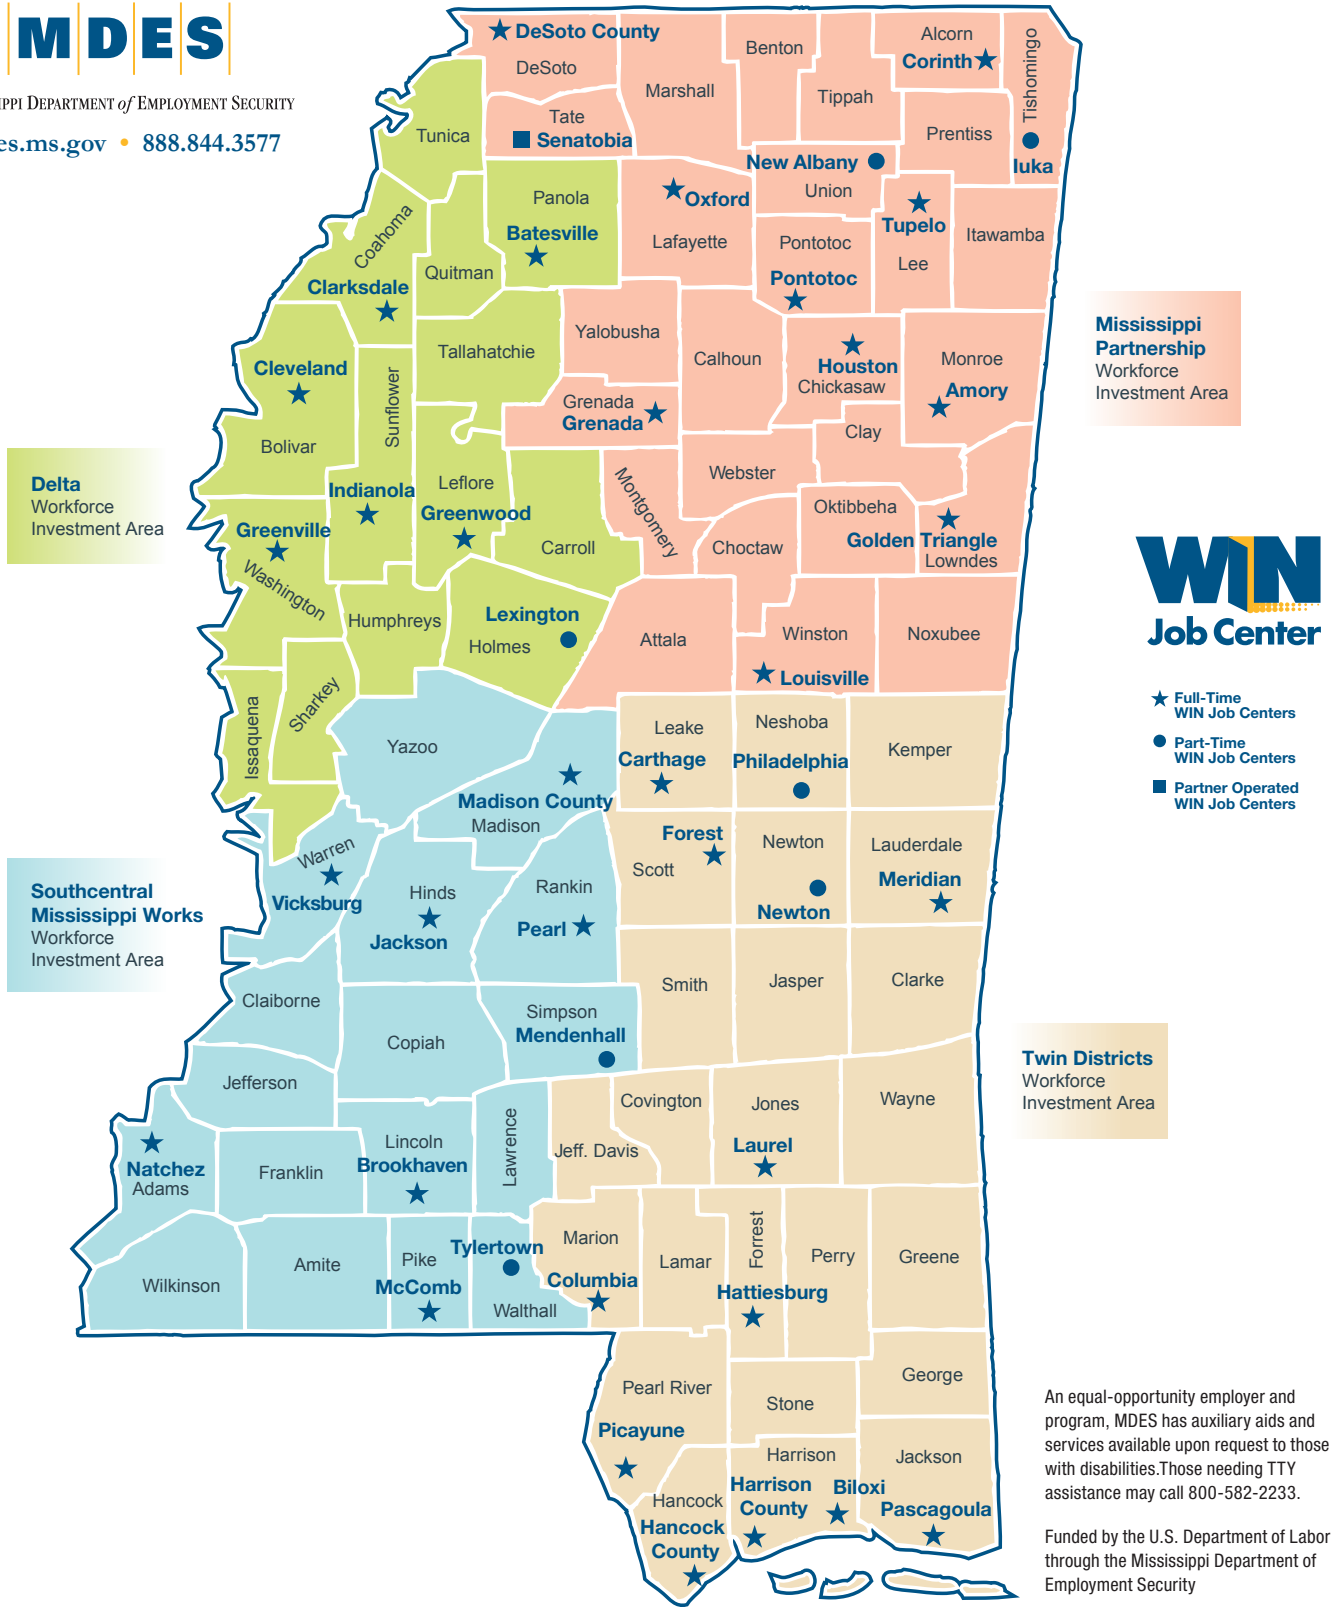 MDES
IPPI DEPARTMENT of EMPLOYMENT SECURITY
es.ms.gov • 888.844.3577
DeSoto County
DeSoto
Tate
Senatobia
Marshall
Benton
Tippah
Alcorn
Corinth
Tishomingo
Iuka
Prentiss
New Albany
Union
Tunica
Panola
Batesville
Oxford
Lafayette
Pontotoc
Pontotoc
Tupelo
Lee
Itawamba
Coahoma
Clarksdale
Quitman
Tallahatchie
Yalobusha
Calhoun
Houston
Chickasaw
Monroe
Amory
Cleveland
Bolivar
Sunflower
Indianola
Grenada
Grenada
Clay
Webster
Montgomery
Leflore
Greenwood
Carroll
Choctaw
Oktibbeha
Golden Triangle
Lowndes
Greenville
Washington
Humphreys
Lexington
Holmes
Attala
Winston
Louisville
Noxubee
Issaquena
Sharkey
Yazoo
Madison County
Madison
Leake
Carthage
Neshoba
Philadelphia
Kemper
Warren
Vicksburg
Hinds
Jackson
Rankin
Pearl
Forest
Scott
Newton
Newton
Lauderdale
Meridian
Claiborne
Copiah
Simpson
Mendenhall
Smith
Jasper
Clarke
Jefferson
Natchez
Adams
Franklin
Lincoln
Brookhaven
Lawrence
Jeff. Davis
Covington
Jones
Laurel
Wayne
Wilkinson
Amite
Pike
McComb
Tylertown
Walthall
Marion
Columbia
Lamar
Forrest
Hattiesburg
Perry
Greene
Pearl River
Picayune
Stone
George
Hancock
Hancock
County
Harrison
Harrison
County
Biloxi
Jackson
Pascagoula
Delta
Workforce
Investment Area
Southcentral
Mississippi Works
Workforce
Investment Area
Mississippi
Partnership
Workforce
Investment Area
Twin Districts
Workforce
Investment Area
WIN
Job Center
Full-Time
WIN Job Centers
Part-Time
WIN Job Centers
Partner Operated
WIN Job Centers
An equal-opportunity employer and
program, MDES has auxiliary aids and
services available upon request to those
with disabilities.Those needing TTY
assistance may call 800-582-2233.
Funded by the U.S. Department of Labor
through the Mississippi Department of
Employment Security